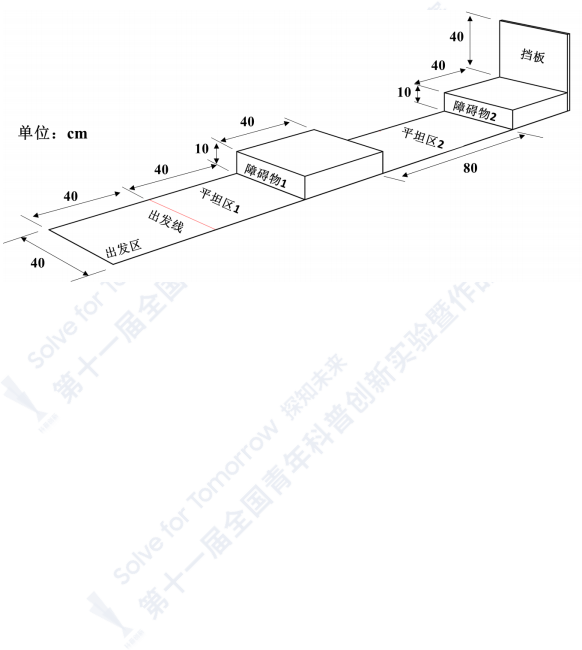 40
挡板
40
10
障碍物2
单位：cm
40
10
平坦区2
80
障碍物1
40
40
平坦区1
出发线
出发区
40
Solve for Tomorrow 探知未来
第十一届全国青年科普创新实验暨作品